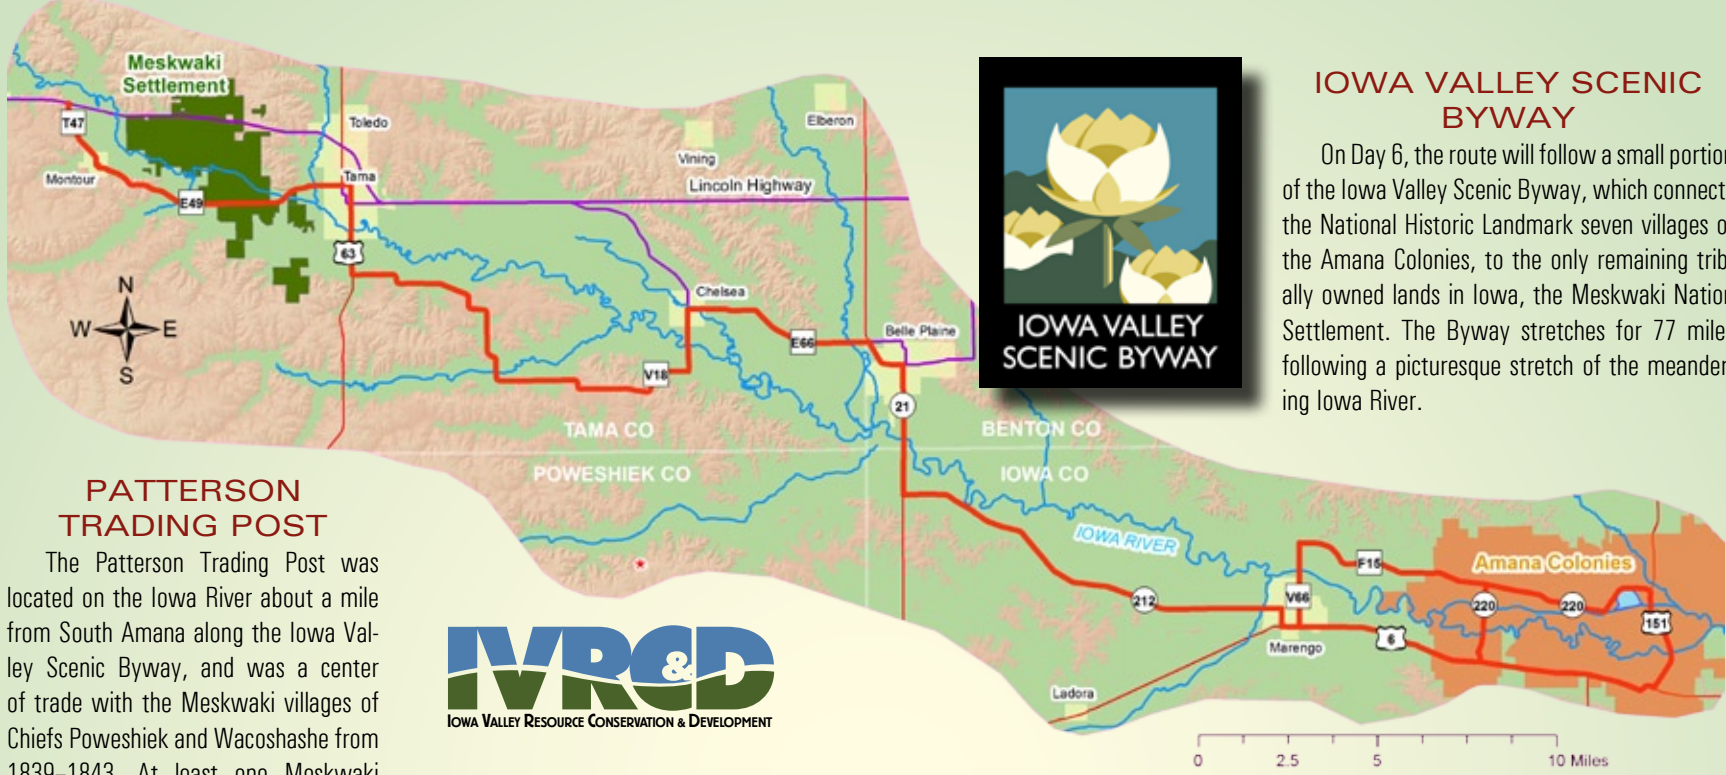 Meskwaki
Settlement
T47
Toledo
Elberon
Montour
Tama
Vining
Lincoln Highway
E49
63
N
W E
S
Chelsea
E66
Belle Plaine
V18
21
TAMA CO
BENTON CO
POWESHIEK CO
IOWA CO
IOWA RIVER
Amana Colonies
F15
212
V66
220
220
151
6
Marengo
Ladora
0 2.5 5 10 Miles
IOWA VALLEY
SCENIC BYWAY
IOWA VALLEY SCENIC
BYWAY
On Day 6, the route will follow a small portion
of the Iowa Valley Scenic Byway, which connect
the National Historic Landmark seven villages o
the Amana Colonies, to the only remaining trib
ally owned lands in Iowa, the Meskwaki Nation
Settlement. The Byway stretches for 77 mile
following a picturesque stretch of the meander
ing Iowa River.
PATTERSON
TRADING POST
The Patterson Trading Post was
located on the Iowa River about a mile
from South Amana along the Iowa Val-
ley Scenic Byway, and was a center
of trade with the Meskwaki villages of
Chiefs Poweshiek and Wacoshashe from
1839–1843. At least one Meskwaki
IVRC&D
IOWA VALLEY RESOURCE CONSERVATION & DEVELOPMENT